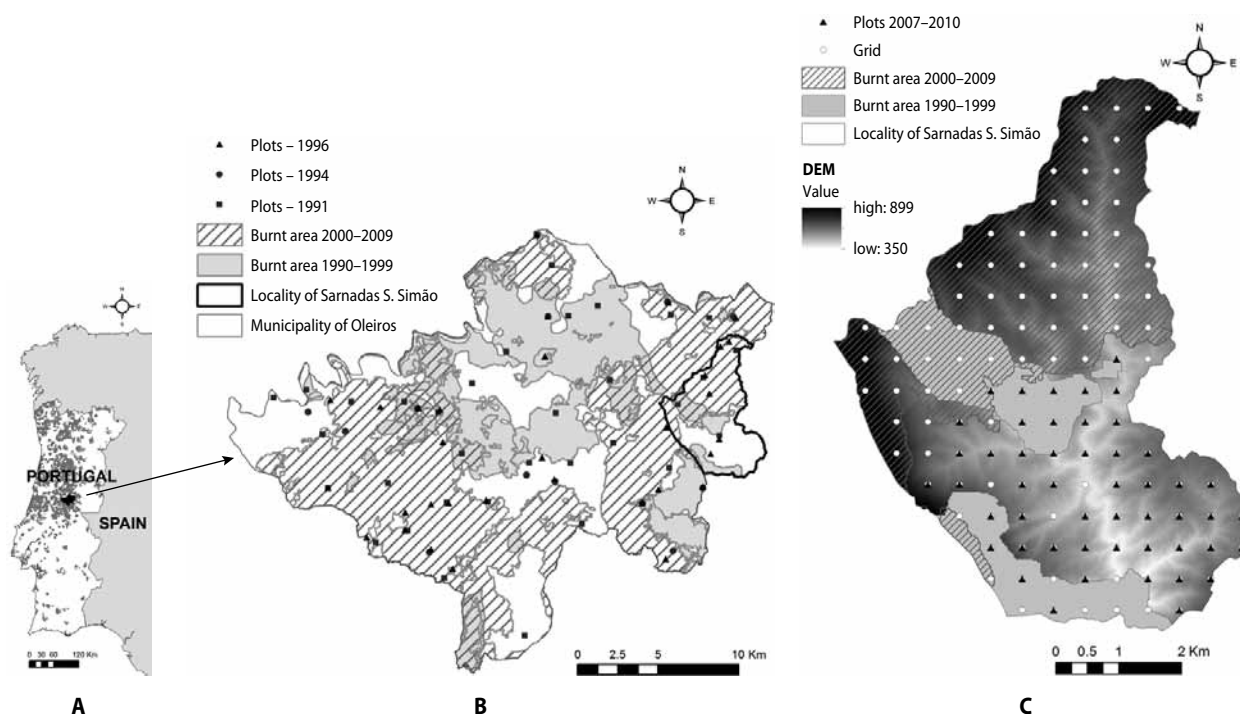 N
W E
S
PORTUGAL
SPAIN
0 30 60 120 Km
A
Plots – 1996
Plots – 1994
Plots – 1991
Burnt area 2000–2009
Burnt area 1990–1999
Locality of Sarnadas S. Simão
Municipality of Oleiros
N
W E
S
0 2.5 5 10 Km
B
Plots 2007–2010
Grid
Burnt area 2000–2009
Burnt area 1990–1999
Locality of Sarnadas S. Simão
DEM
Value
high: 899
low: 350
N
W E
S
0 0.5 1 2 Km
C